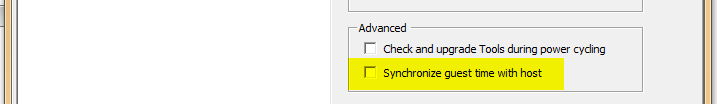 Advanced
Check and upgrade Tools during power cycling
Synchronize guest time with host